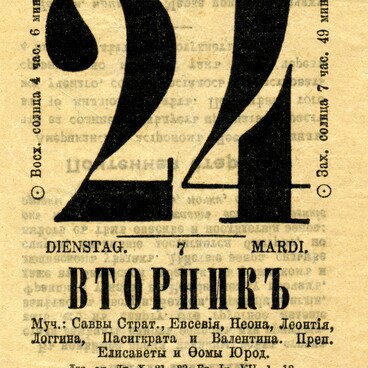 24
Восх. солнца 4 час. 6 мин
Зах. солнца 7 час. 49 мин
DIENSTAG. 7 MARDI.
ВТОРНИКЪ
Муч.: Саввы Страт., Евсевія, Неона, Леонтія,
Логгина, Пасикрата и Валентина. Преп.
Елисаветы и Ѳомы Юрод.